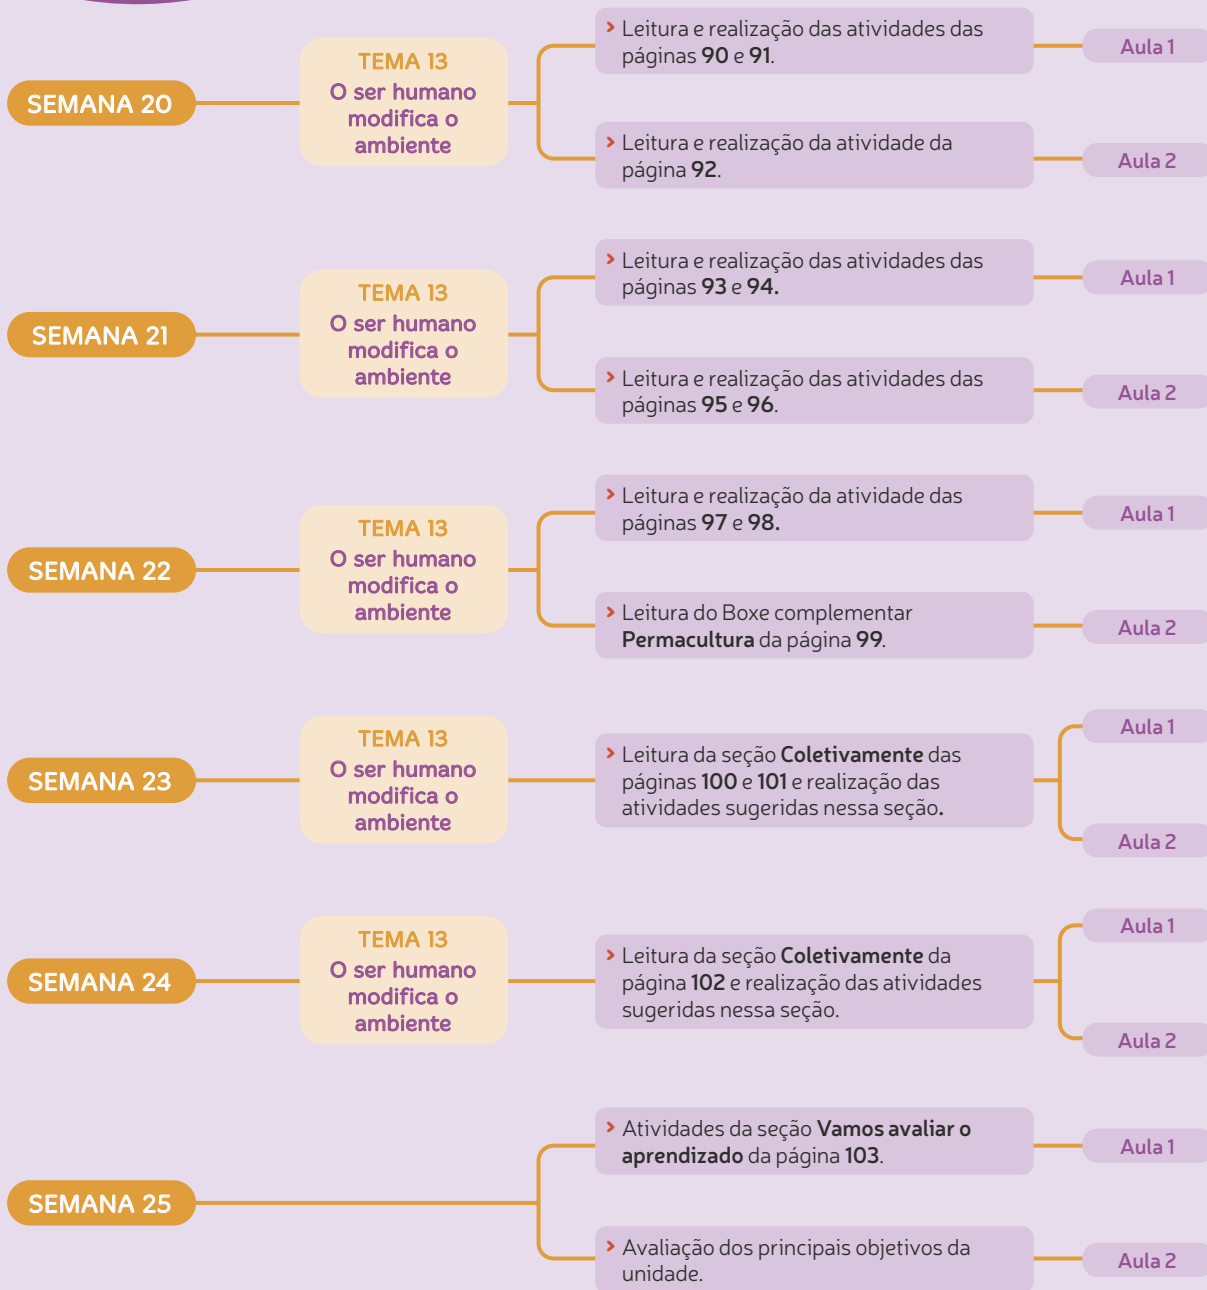 SEMANA 20
TEMA 13
O ser humano
modifica o
ambiente
> Leitura e realização das atividades das
páginas 90 e 91.
Aula 1
> Leitura e realização da atividade da
página 92.
Aula 2
SEMANA 21
TEMA 13
O ser humano
modifica o
ambiente
> Leitura e realização das atividades das
páginas 93 e 94.
Aula 1
> Leitura e realização das atividades das
páginas 95 e 96.
Aula 2
SEMANA 22
TEMA 13
O ser humano
modifica o
ambiente
> Leitura e realização da atividade das
páginas 97 e 98.
Aula 1
> Leitura do Boxe complementar
Permacultura da página 99.
Aula 2
SEMANA 23
TEMA 13
O ser humano
modifica o
ambiente
> Leitura da seção Coletivamente das
páginas 100 e 101 e realização das
atividades sugeridas nessa seção.
Aula 1
Aula 2
SEMANA 24
TEMA 13
O ser humano
modifica o
ambiente
> Leitura da seção Coletivamente da
página 102 e realização das atividades
sugeridas nessa seção.
Aula 1
Aula 2
SEMANA 25
> Atividades da seção Vamos avaliar o
aprendizado da página 103.
Aula 1
> Avaliação dos principais objetivos da
unidade.
Aula 2